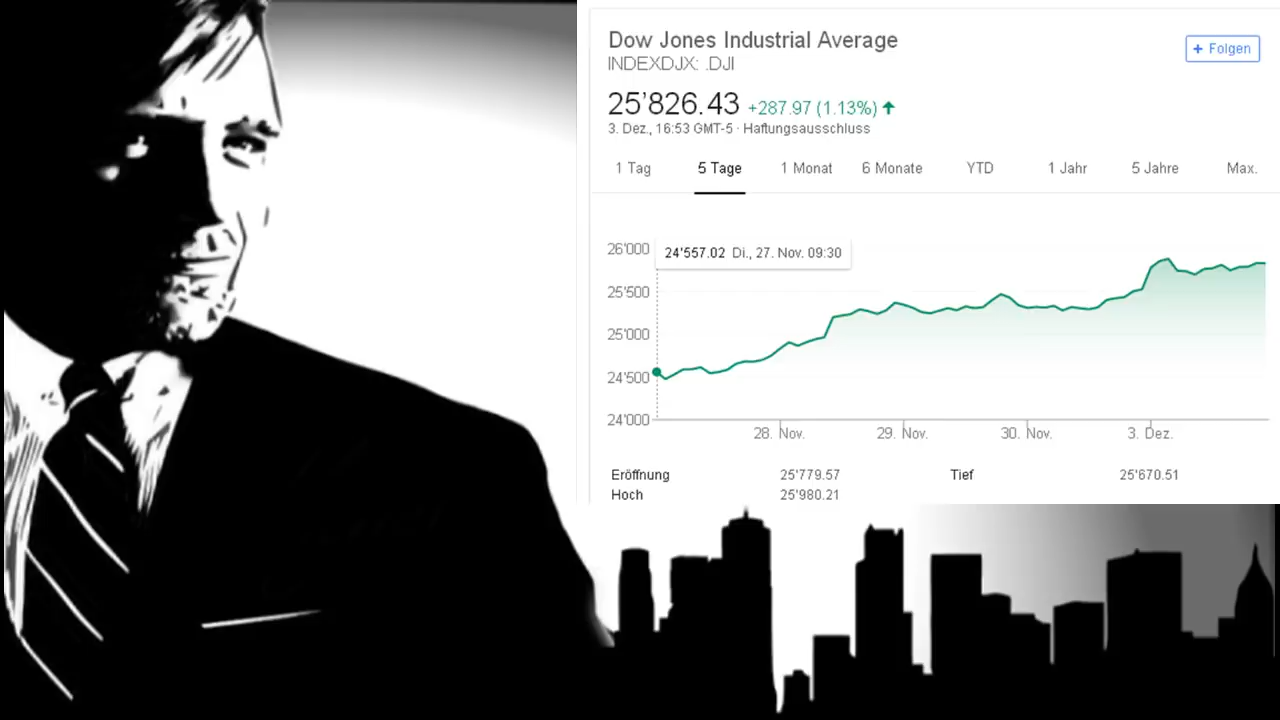 Dow Jones Industrial Average
INDEXDJX: .DJI
+ Folgen
25’826.43 +287.97 (1.13%)
3. Dez., 16:53 GMT-5 · Haftungsausschluss
1 Tag 5 Tage 1 Monat 6 Monate YTD 1 Jahr 5 Jahre Max.
24’557.02 Di., 27. Nov. 09:30
26’000
25’500
25’000
24’500
24’000
28. Nov. 29. Nov. 30. Nov. 3. Dez.
Eröffnung 25’779.57 Tief 25’670.51
Hoch 25’980.21